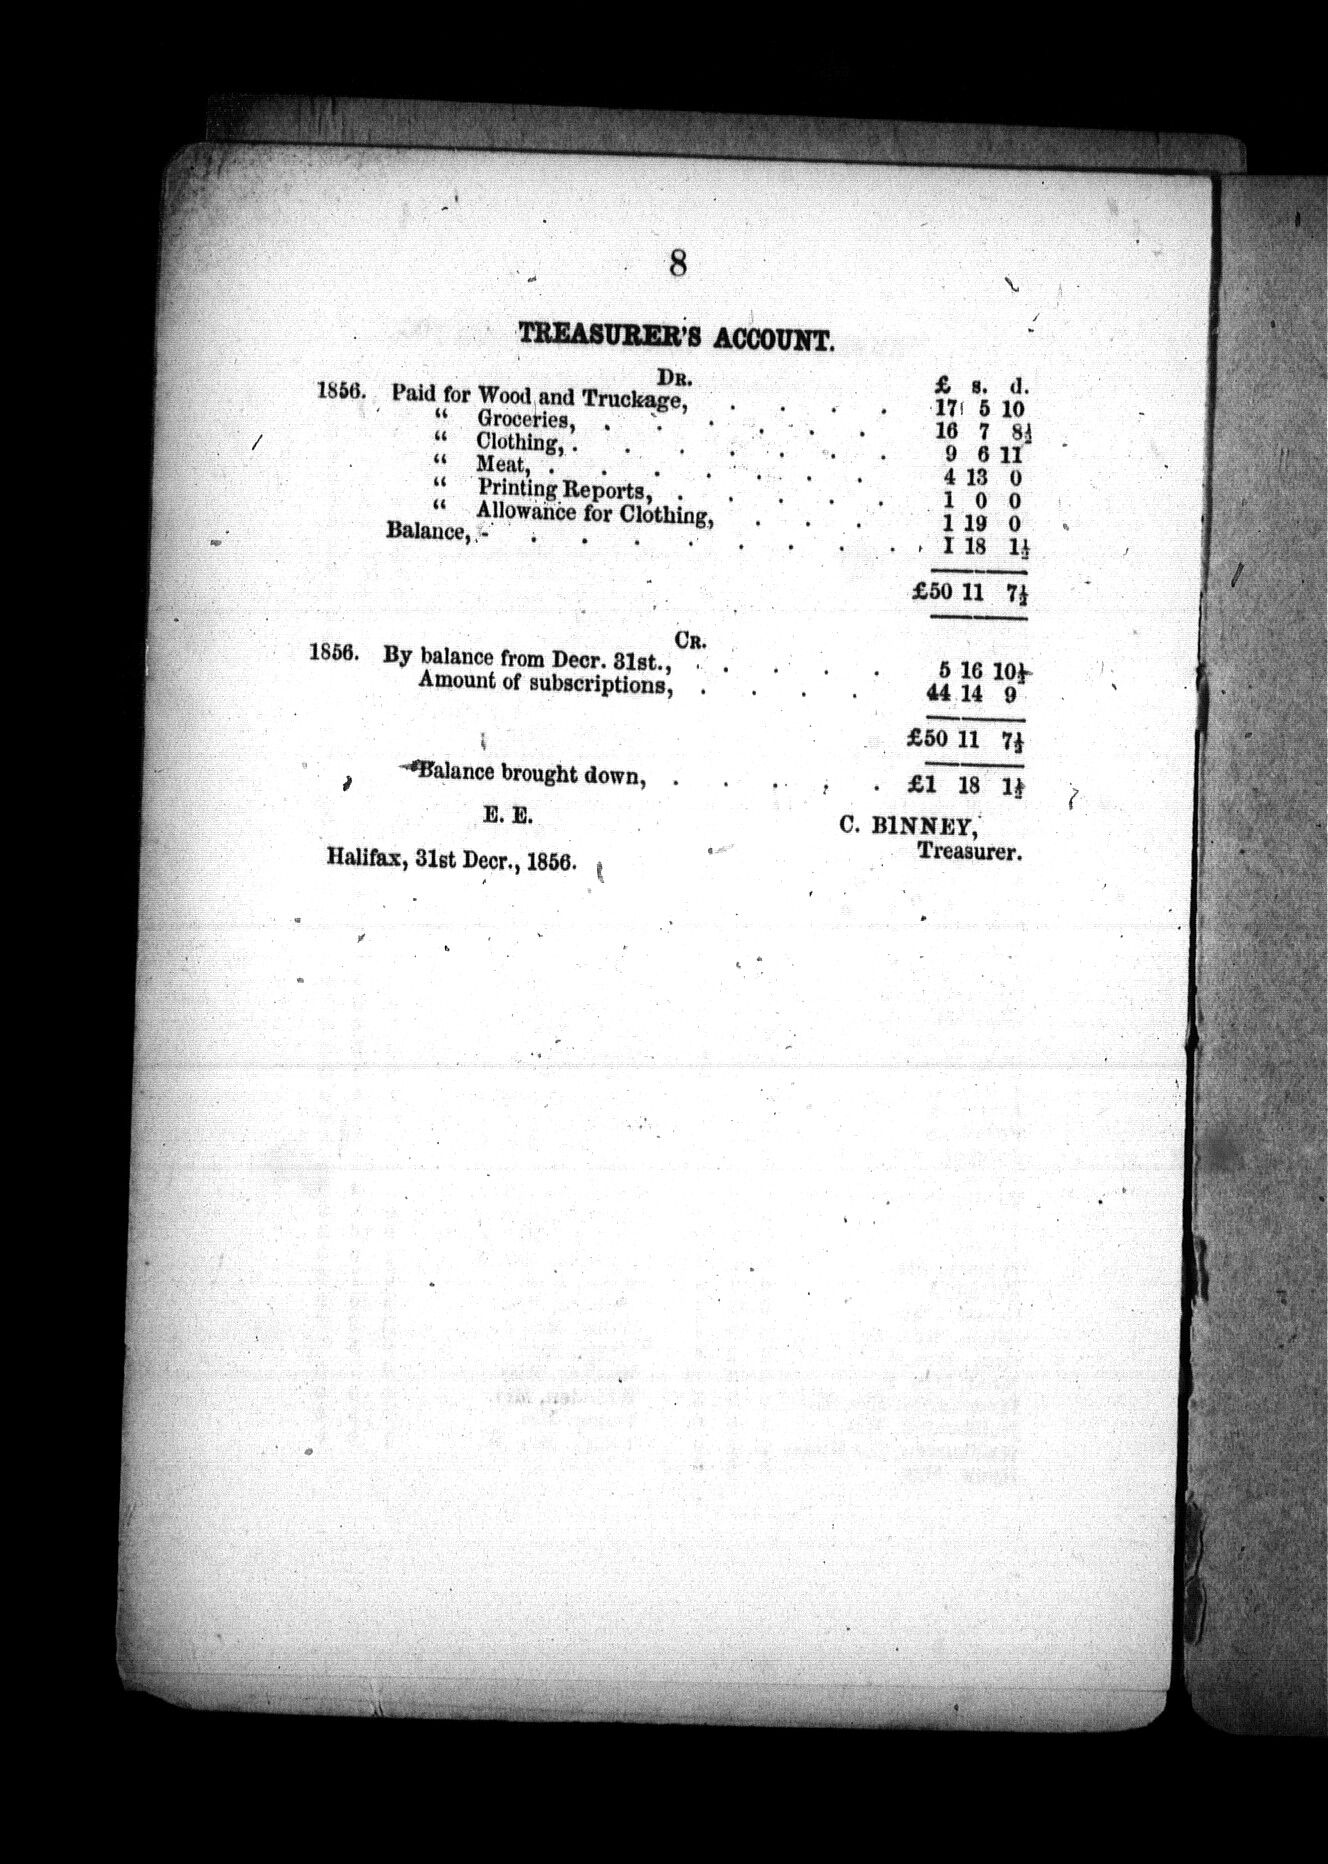 8
TREASURER'S ACCOUNT.
DR.
£ s. d.
1856. Paid for Wood and Truckage, . . . . 17 5 10
“ Groceries, . . . . . . 16 7 8½
“ Clothing, . . . . . . . 9 6 11
“ Meat, . . . . . . . 4 13 0
“ Printing Reports, . . . . . 1 0 0
“ Allowance for Clothing, . . . 1 19 0
Balance, - . . . . . . . . 1 18 1½
£50 11 7½
CR.
1856. By balance from Decr. 31st., . . . . . 5 16 10½
Amount of subscriptions, . . . . 44 14 9
£50 11 7½
Balance brought down, . . . . . £1 18 1½
E. E.
C. BINNEY,
Treasurer.
Halifax, 31st Decr., 1856.